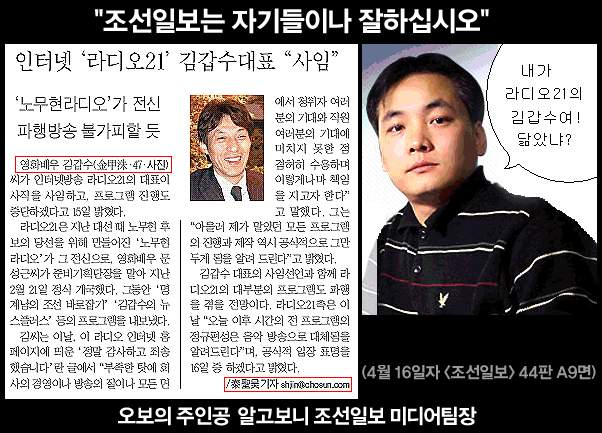 "조선일보는 자기들이나 잘하십시오"
인터넷 '라디오21' 김갑수대표 "사임"
'노무현라디오'가 전신
파행방송 불가피할 듯
영화배우 김갑수(金甲洙·47·사진)
씨가 인터넷방송 라디오21의 대표이
사직을 사임하고, 프로그램 진행도
중단하겠다고 15일 밝혔다.
라디오21은 지난 대선 때 노무현 후
보의 당선을 위해 만들어진 '노무현
라디오'가 그 전신으로, 영화배우 문
성근씨가 준비기획단장을 맡아 지난
2월 21일 정식 개국했다. 그동안 '명
계남의 조선 바로잡기' '김갑수의 뉴
스플러스' 등의 프로그램을 내보냈다.
김씨는 이날, 이 라디오 인터넷 홈
페이지에 띄운 '정말 감사하고 죄송
했습니다'란 글에서 "부족한 탓에 회
사의 경영이나 방송의 질이나 모든 면
에서 청취자 여러
분의 기대와 직원
여러분의 기대에
미치지 못한 점
겸허히 수용하며
이렇게나마 책임
을 지고자 한다"
고 말했다. 그는
"아울러 제가 맡았던 모든 프로그램
의 진행과 제작 역시 공식적으로 그만
두게 됨을 알려 드린다"고 덧붙였다.
김갑수 대표의 사임선언과 함께 라
디오21의 대부분의 프로그램도 파행
을 겪을 전망이다. 라디오21측은 이
날 "오늘 이후 시간의 전 프로그램의
정규편성은 음악 방송으로 대체됨을
알려드린다"며, 공식적 입장 표명을
16일 중 하겠다고 밝혔다.
/泰聖昊기자 shjin@chosun.com
내가
라디오21의
김갑수여!
닮았냐?
(4월 16일자 <조선일보> 44판 A9면)
오보의 주인공 알고보니 조선일보 미디어팀장